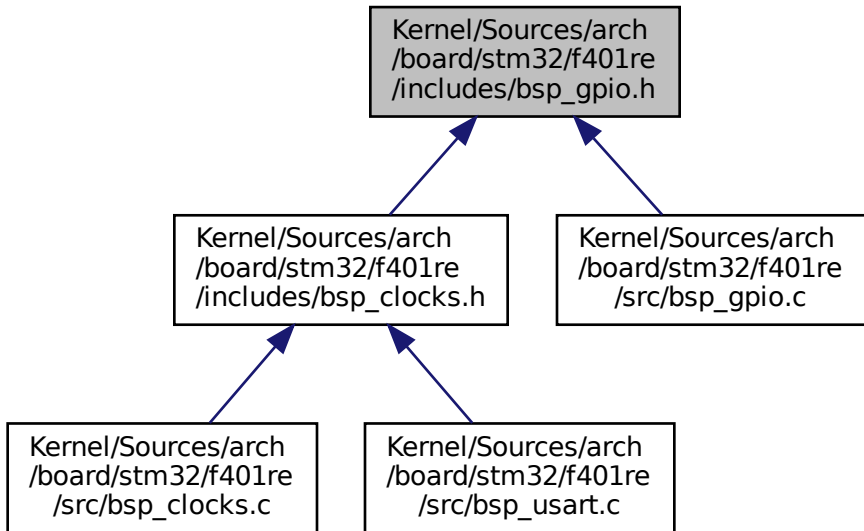 Kernel/Sources/arch
/board/stm32/f401re
/includes/bsp_gpio.h
Kernel/Sources/arch
/board/stm32/f401re
/includes/bsp_clocks.h
Kernel/Sources/arch
/board/stm32/f401re
/src/bsp_gpio.c
Kernel/Sources/arch
/board/stm32/f401re
/src/bsp_clocks.c
Kernel/Sources/arch
/board/stm32/f401re
/src/bsp_usart.c